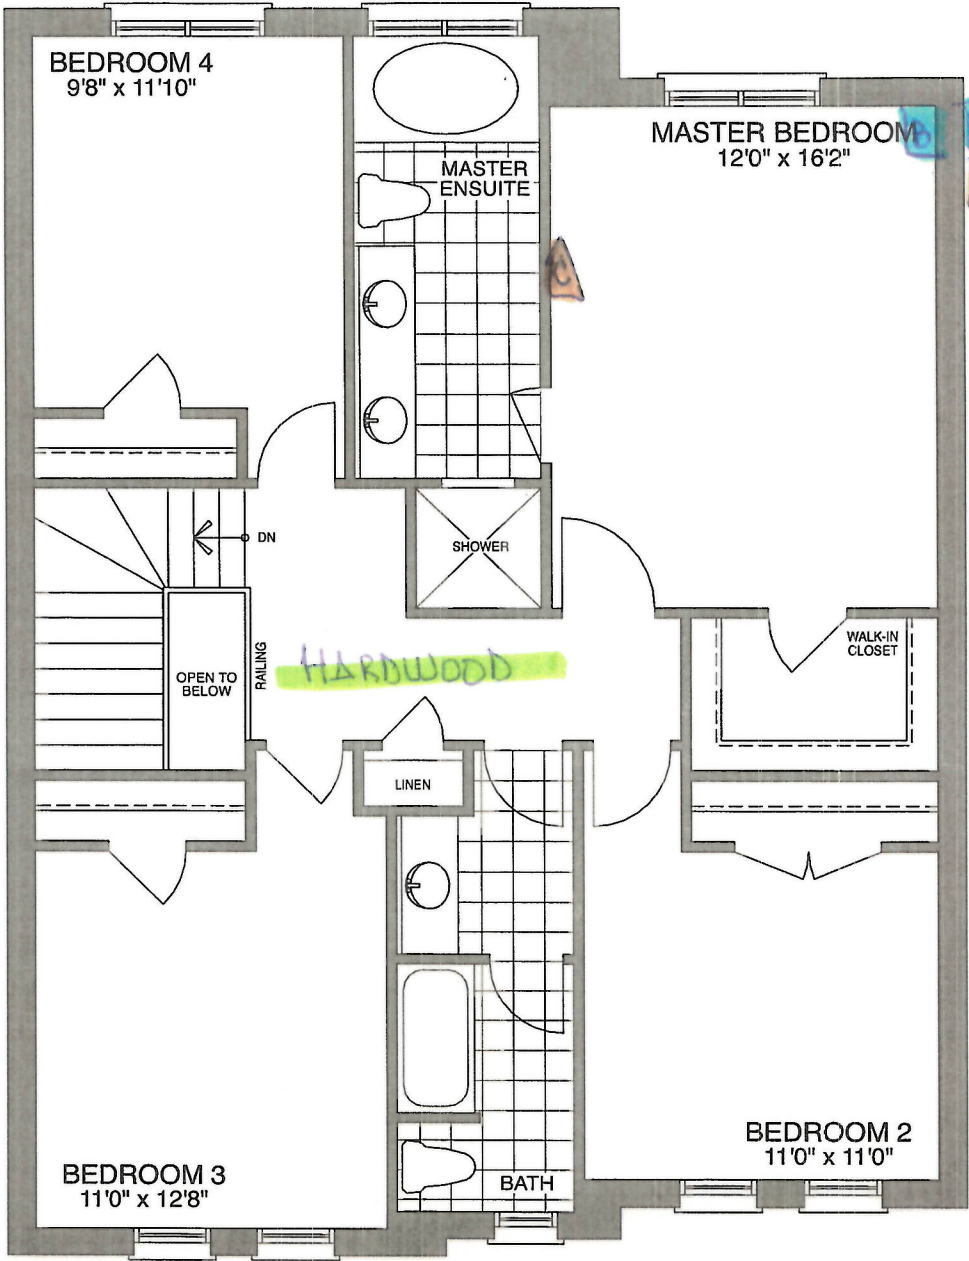 BEDROOM 4
9'8" x 11'10"
MASTER
ENSUITE
MASTER BEDROOM
12'0" x 16'2"
B
C
SHOWER
DN
WALK-IN
CLOSET
RAILING
OPEN TO
BELOW
HARDWOOD
LINEN
BEDROOM 2
11'0" x 11'0"
BEDROOM 3
11'0" x 12'8"
BATH